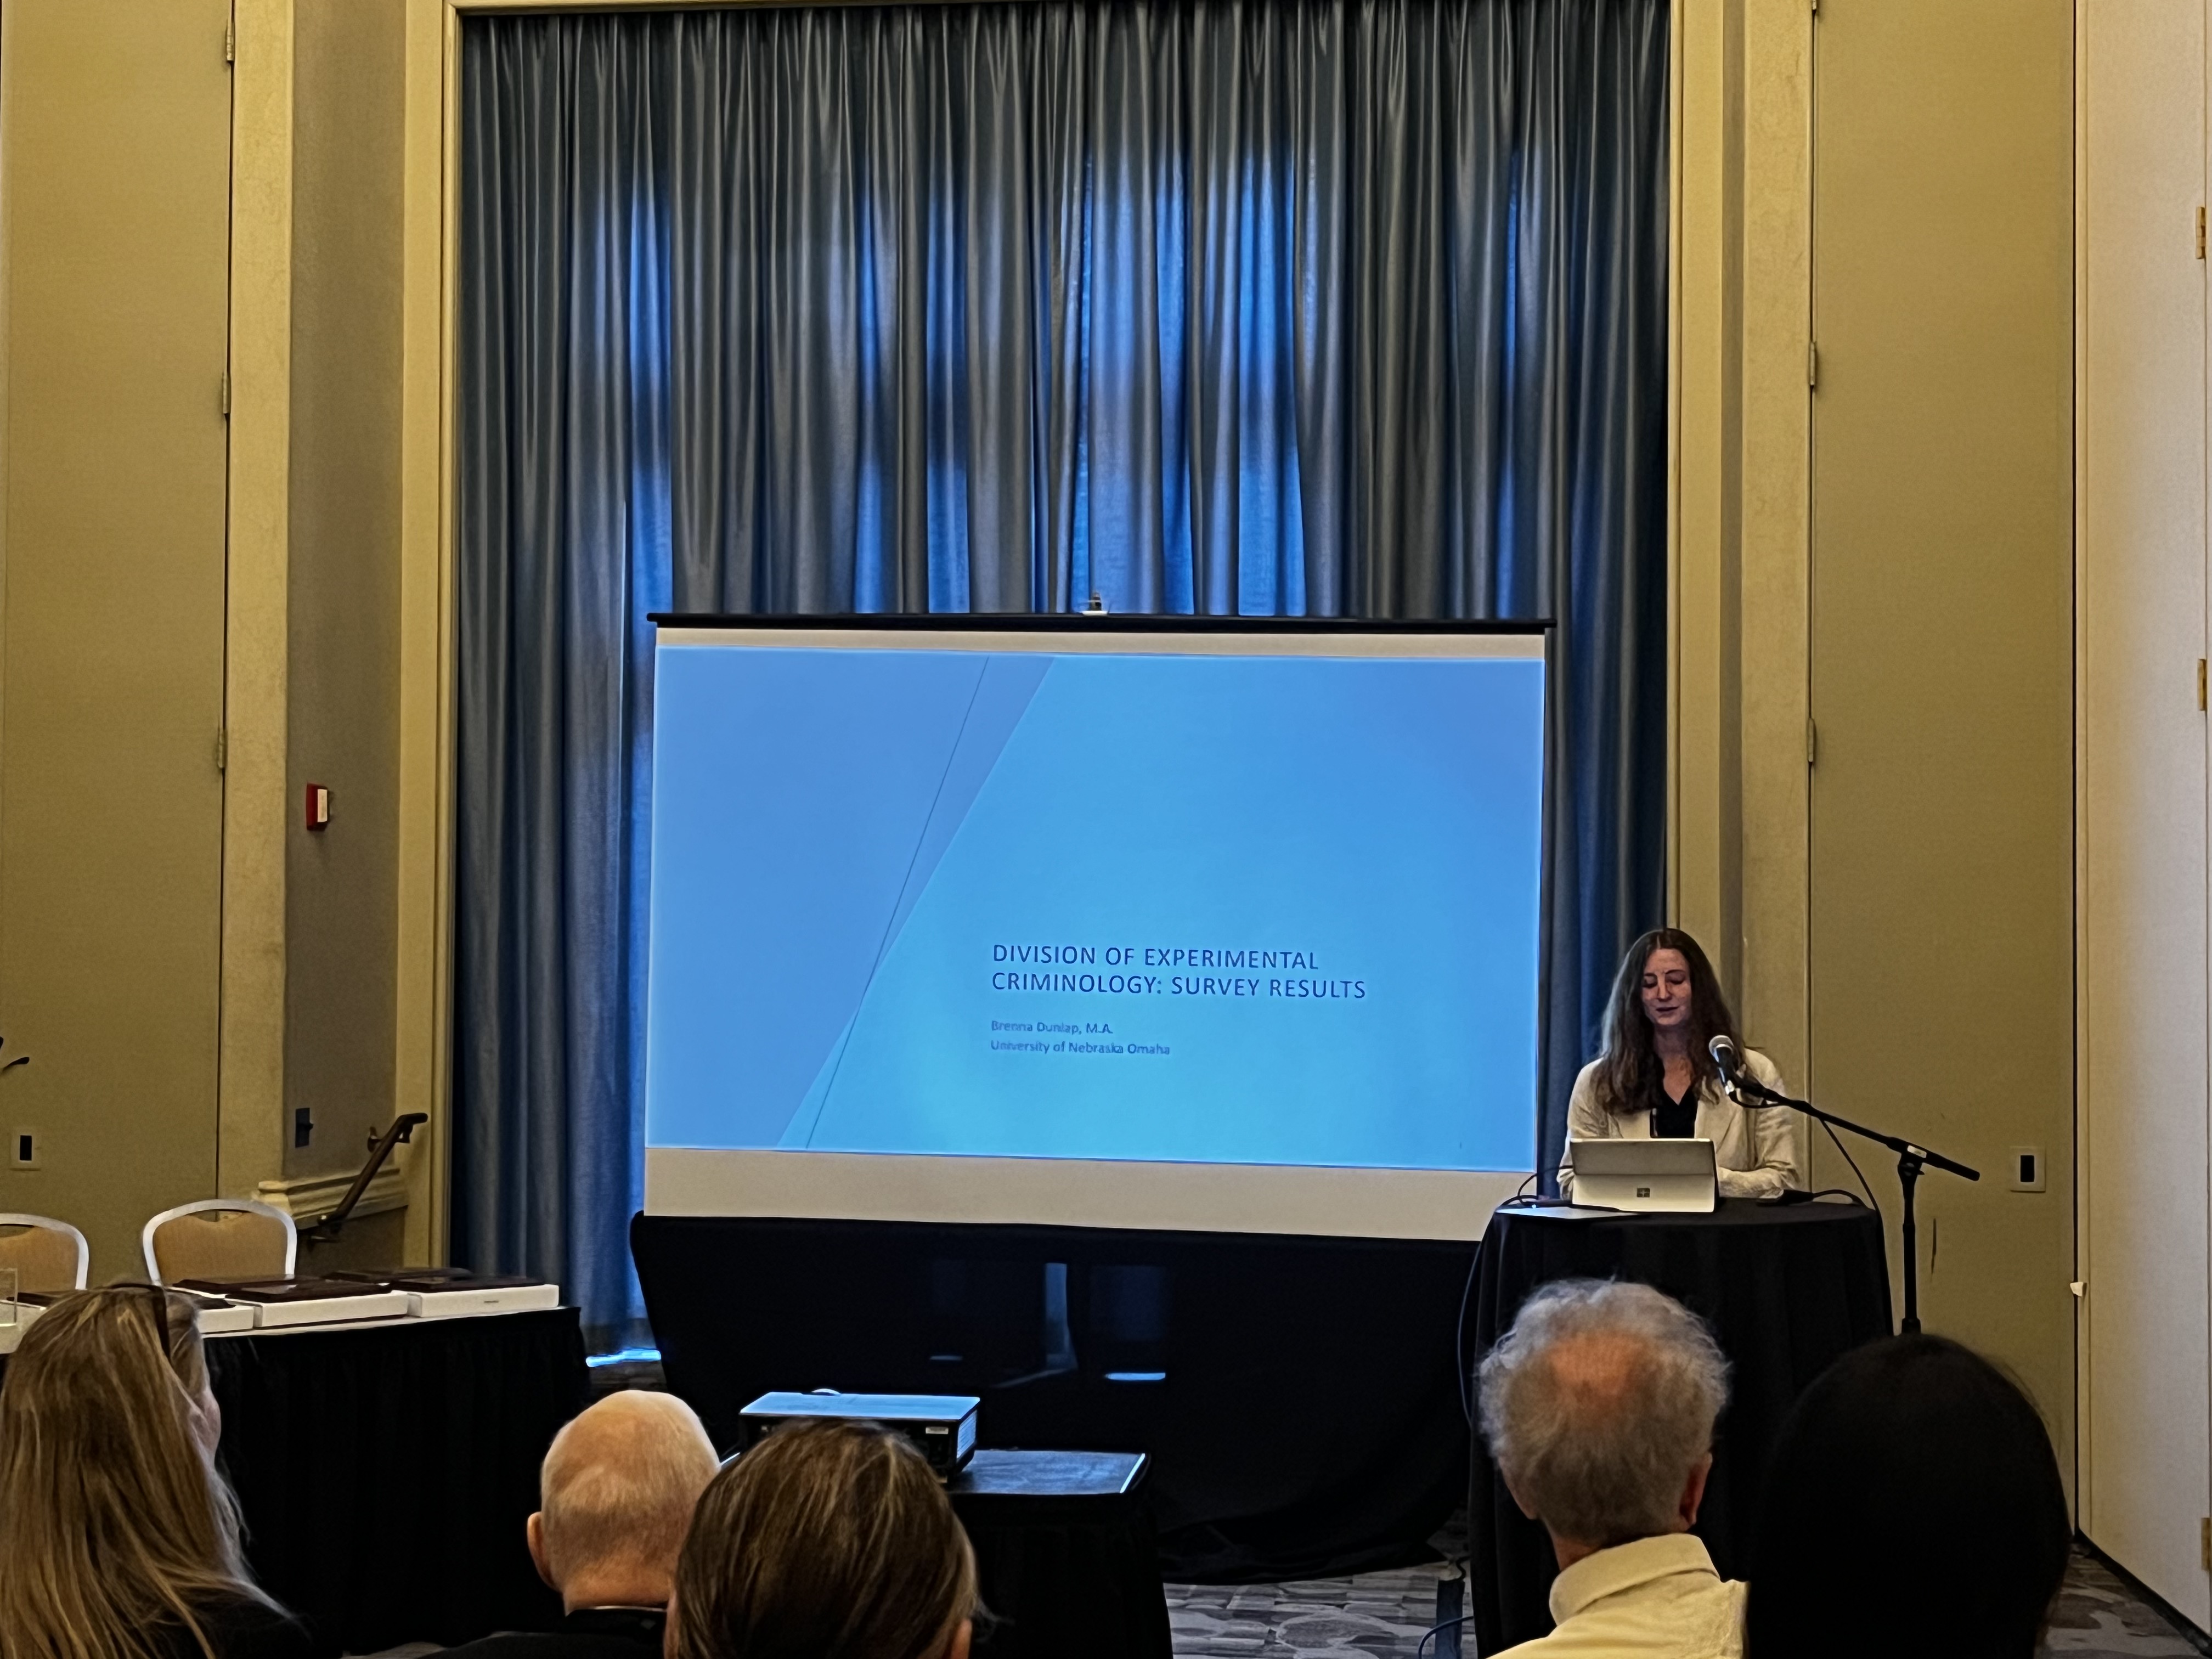 DIVISION OF EXPERIMENTAL
CRIMINOLOGY: SURVEY RESULTS
Brenna Dunlap, M.A.
University of Nebraska Omaha